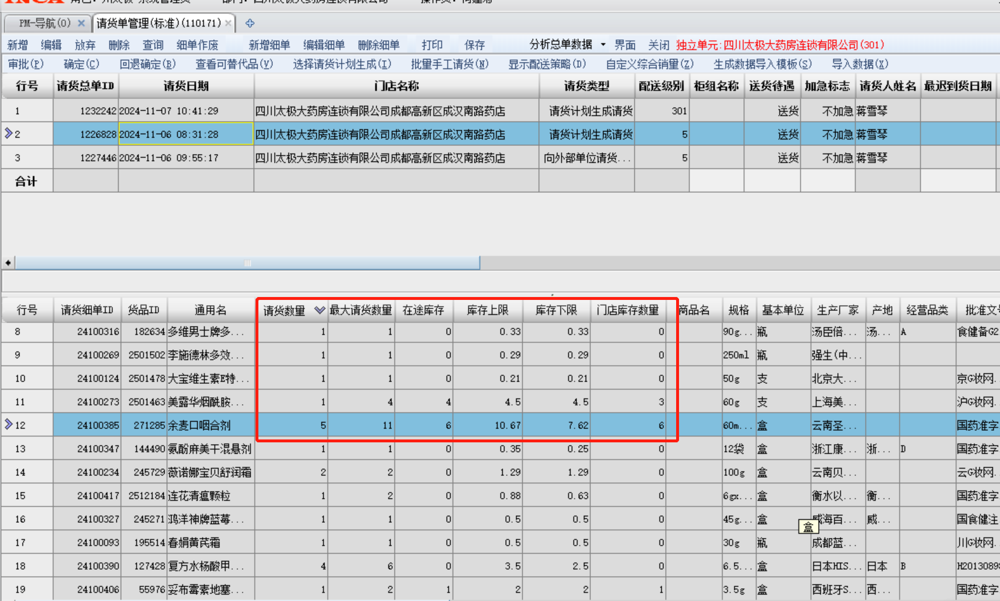 PM-导航(0) × 请货单管理(标准)(110171) ×
新增 编辑 放弃 删除 查询 细单作废 新增细单 编辑细单 删除细单 打印 保存 分析总单数据 界面 关闭 独立单元:四川太极大药房连锁有限公司(301)
审批(P) 确定(C) 回退确定(B) 查看可替代品(V) 选择请货计划生成(I) 批量手工请货(N) 显示配送策略(D) 自定义综合销量(Z) 生成数据导入模板(S) 导入数据(X)
行号 请货总单ID 请货日期 门店名称 请货类型 配送级别 柜组名称 送货待遇 加急标志 请货人姓名 最迟到货日期
1 1232242 2024-11-07 10:41:29 四川太极大药房连锁有限公司成都高新区成汉南路药店 请货计划生成请货 301 送货 不加急 蒋雪琴
2 1226828 2024-11-06 08:31:28 四川太极大药房连锁有限公司成都高新区成汉南路药店 请货计划生成请货 5 送货 不加急 蒋雪琴
3 1227446 2024-11-06 09:55:17 四川太极大药房连锁有限公司成都高新区成汉南路药店 向外部单位请货... 5 送货 不加急 蒋雪琴
合计
行号 请货细单ID 货品ID 通用名 请货数量 最大请货数量 在途库存 库存上限 库存下限 门店库存数量 商品名 规格 基本单位 生产厂家 产地 经营品类 批准文号
8 24100316 182634 多维男士牌多... 1 1 0 0.33 0.33 0 90g... 瓶 汤臣倍... 汤... A 食健备G2
9 24100269 2501502 李施德林多效... 1 1 0 0.29 0.29 0 250ml 瓶 强生(中...
10 24100124 2501478 大宝维生素E特... 1 1 0 0.21 0.21 0 50g 支 北京大... 京G妆网.
11 24100273 2501463 美露华烟酰胺... 1 4 4 4.5 4.5 3 60g 支 上海美... 沪G妆网.
12 24100385 271285 余麦口咽合剂 5 11 6 10.67 7.62 6 60m... 盒 云南圣... 国药准字
13 24100347 144490 氨酚麻美干混悬剂 1 1 0 0.35 0.25 0 12袋 盒 浙江康... 浙... D 国药准字
14 24100234 245729 薇诺娜宝贝舒润霜 2 2 0 1.29 1.29 0 100g 盒 云南贝... 云G妆网.
15 24100417 2512184 连花清瘟颗粒 1 2 0 0.88 0.63 0 6gx... 盒 衡水以... 衡... 国药准字
16 24100327 245271 鸿洋神牌蓝莓... 1 1 0 0.5 0.5 0 45g... 盒 威海百... 威... 国食健注
盒
17 24100093 195514 春娟黄芪霜 1 1 0 0.5 0.5 0 30g 瓶 成都蓝... 川G妆网.
18 24100390 127428 复方水杨酸甲... 4 6 0 3.5 2.5 0 6.5... 盒 日本HIS... 日本 B H2013089
19 24100406 55976 妥布霉素地塞... 1 2 1 2 2 1 3.5g 盒 西班牙S... 西... 国药准字